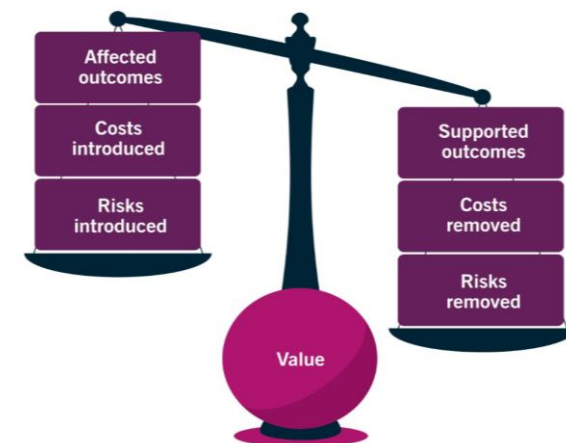 Affected
outcomes
Costs
introduced
Risks
introduced
Supported
outcomes
Costs
removed
Risks
removed
Value